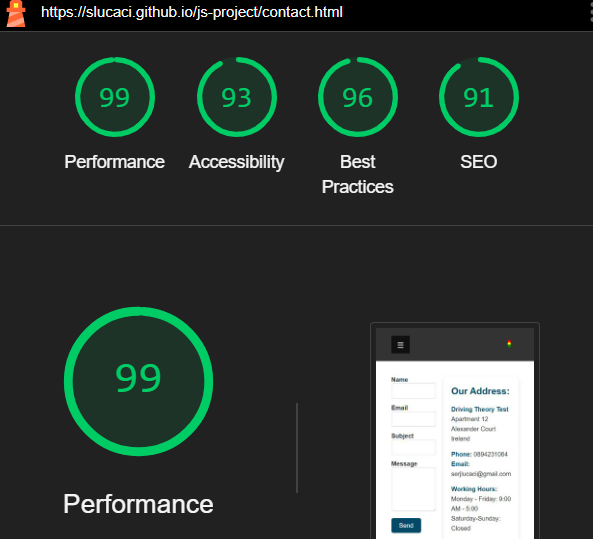 https://slucaci.github.io/js-project/contact.html
99
93
96
91
Performance
Accessibility
Best
Practices
SEO
99
Performance
Name
Email
Subject
Message
Send
Our Address:
Driving Theory Test
Apartment 12
Alexander Court
Ireland
Phone: 0894231084
Email:
serjlucaci@gmail.com
Working Hours:
Monday - Friday: 9:00
AM - 5:00
Saturday-Sunday:
Closed